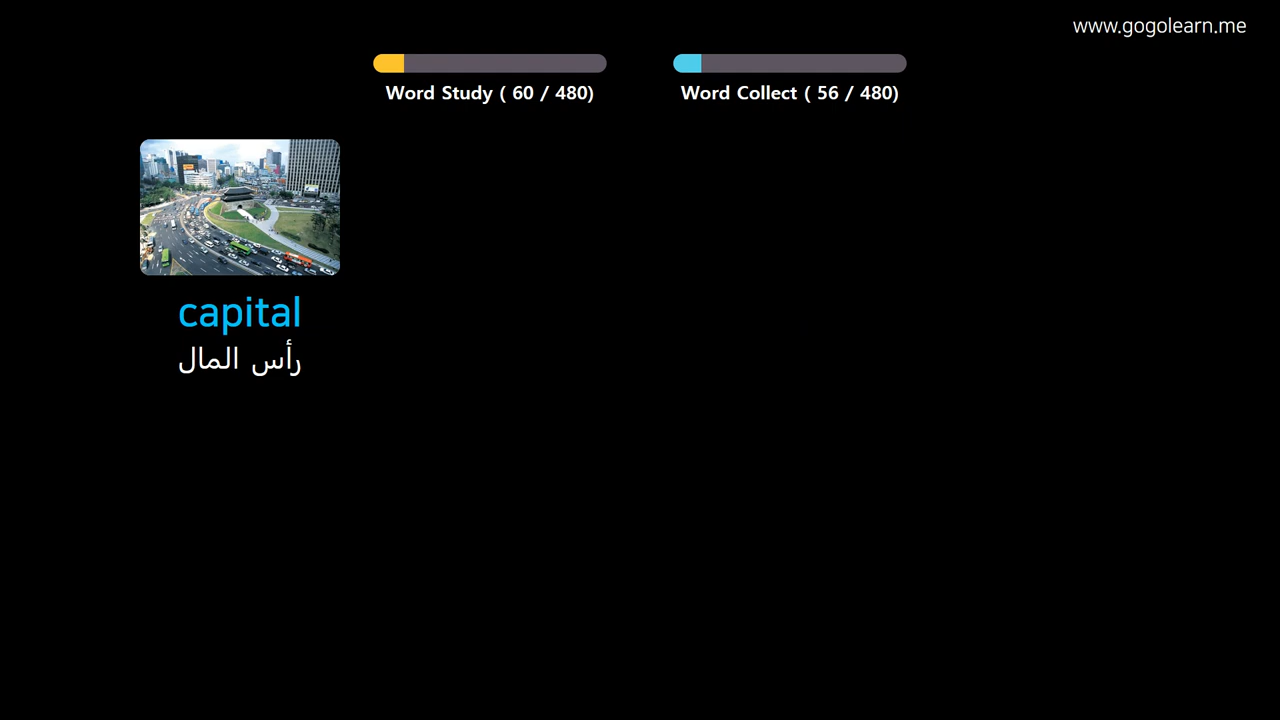 www.gogolearn.me
Word Study ( 60 / 480)
Word Collect ( 56 / 480)
capital
رأس المال